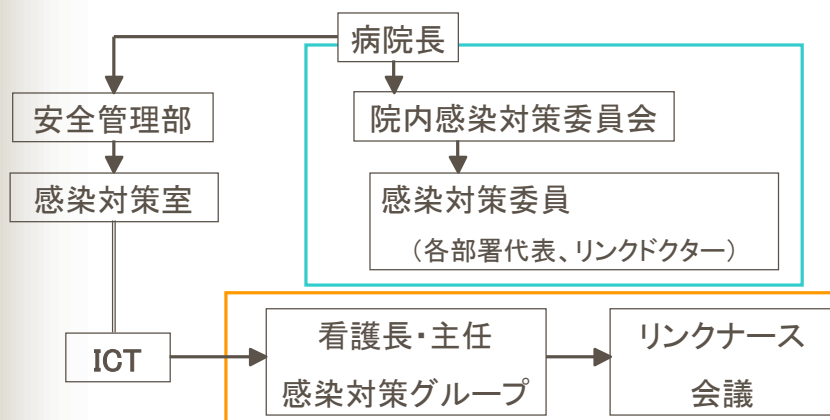 病院長
安全管理部
院内感染対策委員会
感染対策室
感染対策委員
（各部署代表、リンクドクター）
ICT
看護長・主任
感染対策グループ
リンクナース
会議